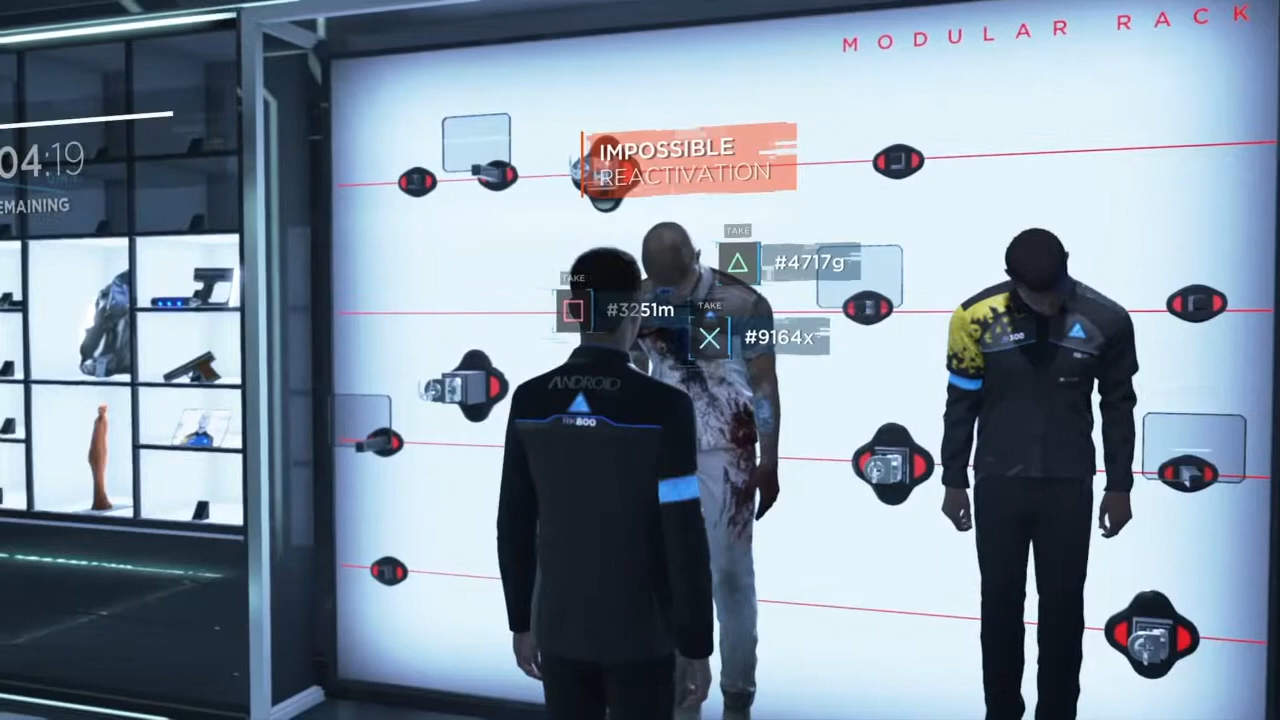 MODULAR RACK
04:19
EMAINING
IMPOSSIBLE
REACTIVATION
TAKE
#4717g
TAKE
#3251m
TAKE
#9164x
ANDROID
RK800